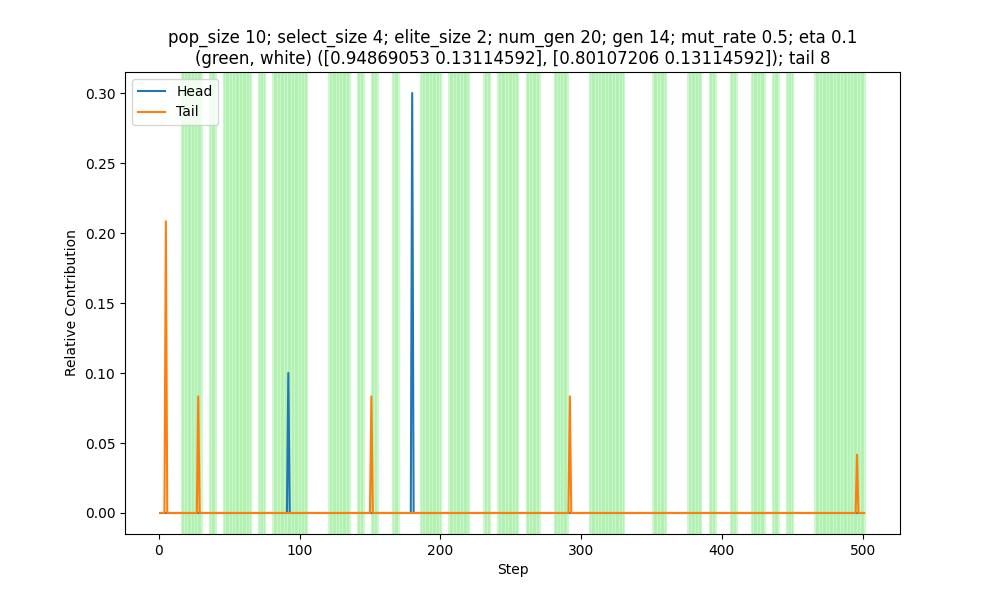 pop_size 10; select_size 4; elite_size 2; num_gen 20; gen 14; mut_rate 0.5; eta 0.1
(green, white) ([0.94869053 0.13114592], [0.80107206 0.13114592]); tail 8
Head
Tail
0.30
0.25
0.20
0.15
0.10
0.05
0.00
Relative Contribution
0 100 200 300 400 500
Step